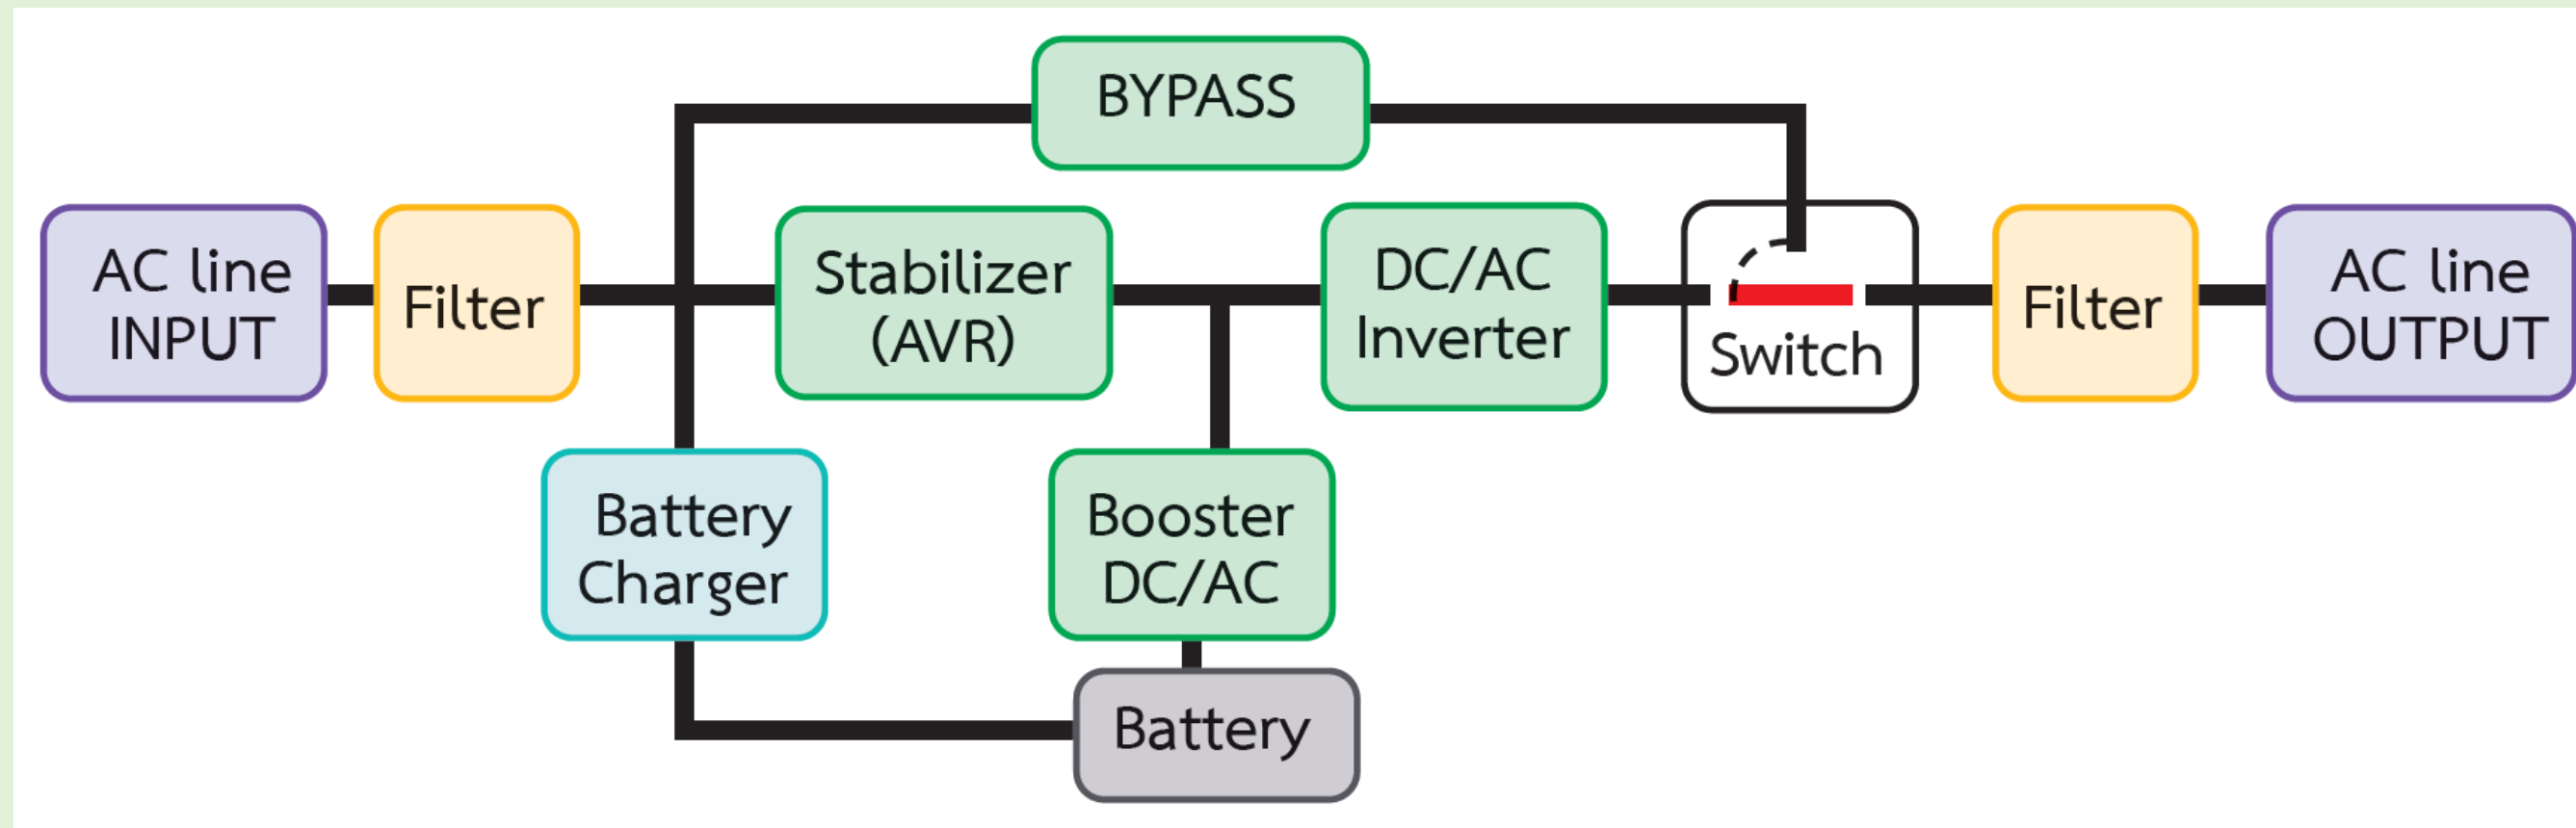 BYPASS
AC line
INPUT
Filter
Stabilizer
(AVR)
DC/AC
Inverter
Switch
Filter
AC line
OUTPUT
Battery
Charger
Booster
DC/AC
Battery